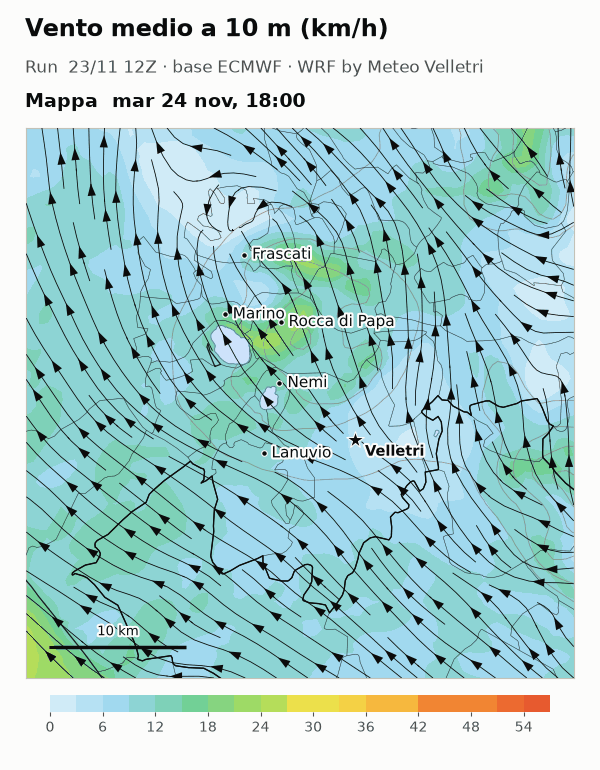 Vento medio a 10 m (km/h)
Run  23/11 12Z · base ECMWF · WRF by Meteo Velletri
Mappa  mar 24 nov, 18:00
Frascati
Marino
Rocca di Papa
Nemi
Velletri
Lanuvio
10 km
0 6 12 18 24 30 36 42 48 54